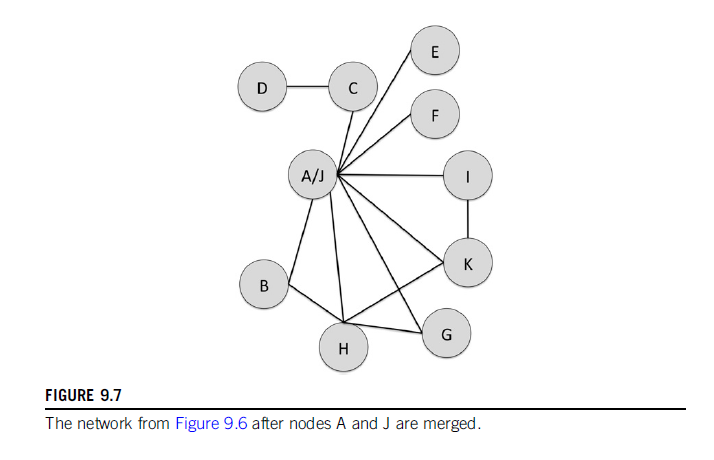 E
D
C
F
A/J
I
K
B
G
H
FIGURE 9.7
The network from Figure 9.6 after nodes A and J are merged.